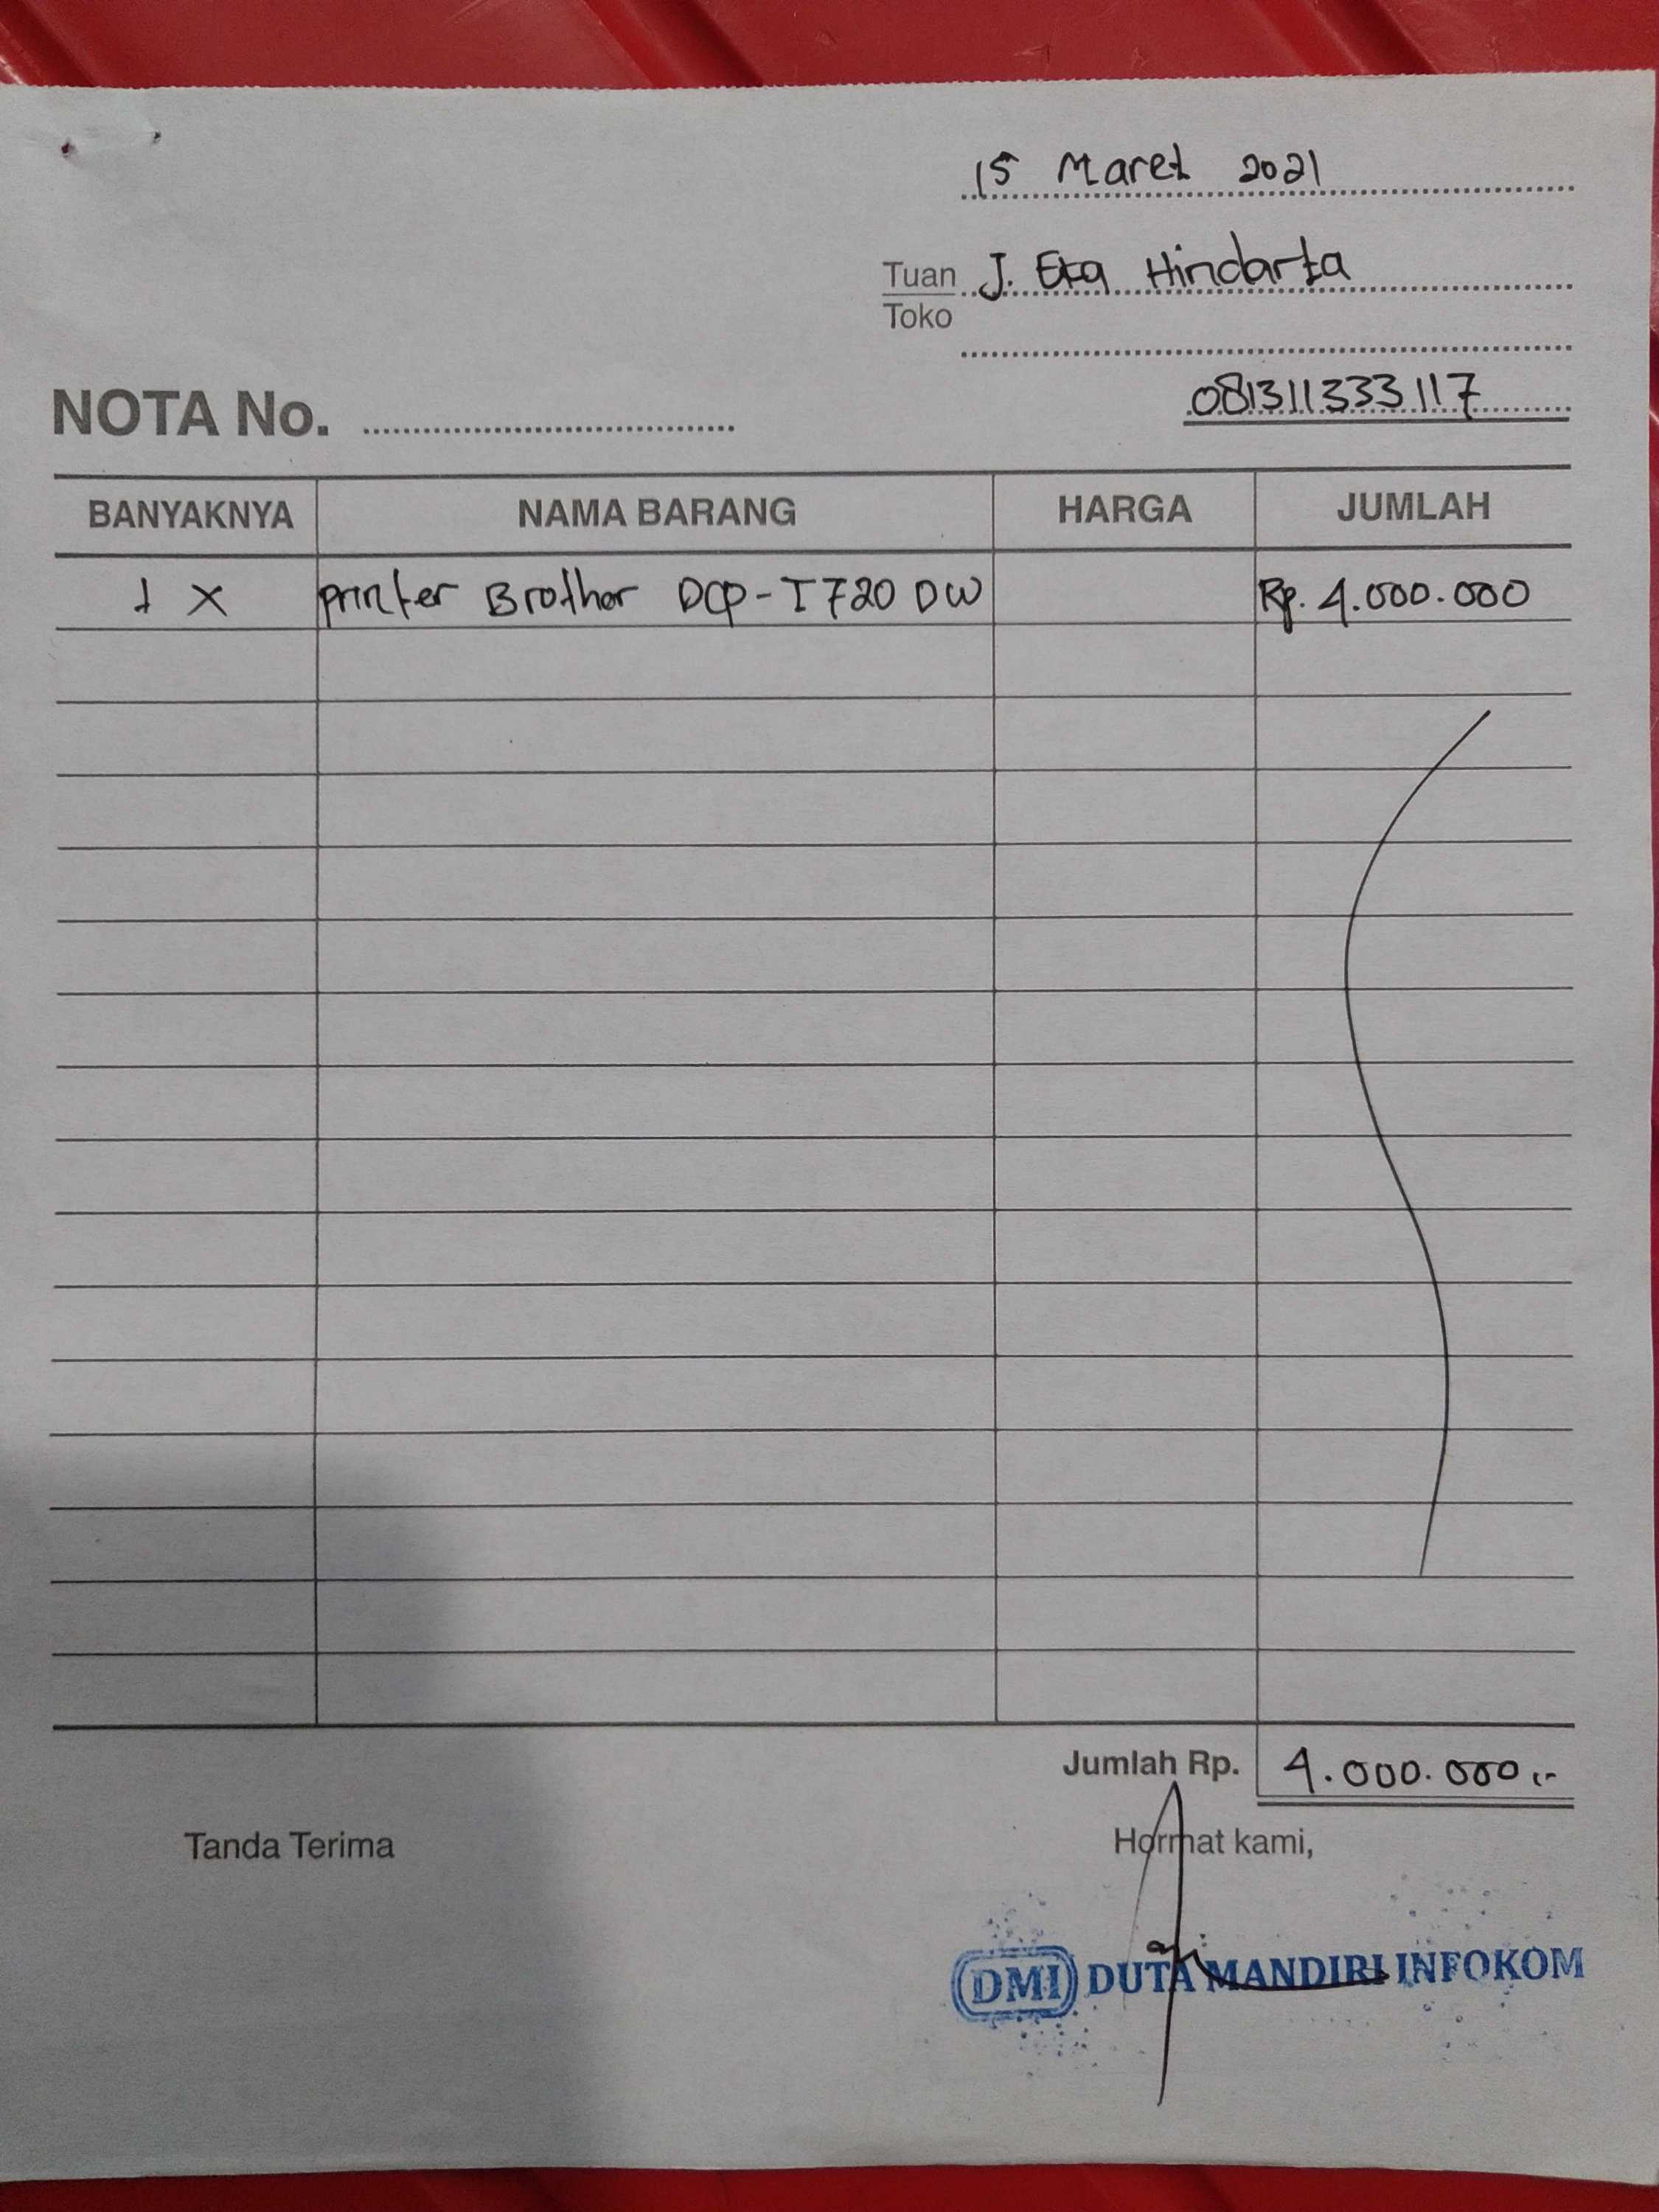 15 Maret 2021
Tuan J. Eka Hindarta
Toko
081311333117
NOTA No.
BANYAKNYA NAMA BARANG HARGA JUMLAH
1 X printer Brother DCP-T720 DW Rp. 4.000.000
Jumlah Rp. 4.000.000,-
Tanda Terima Hormat kami,
DMI DUTA MANDIRI INFOKOM